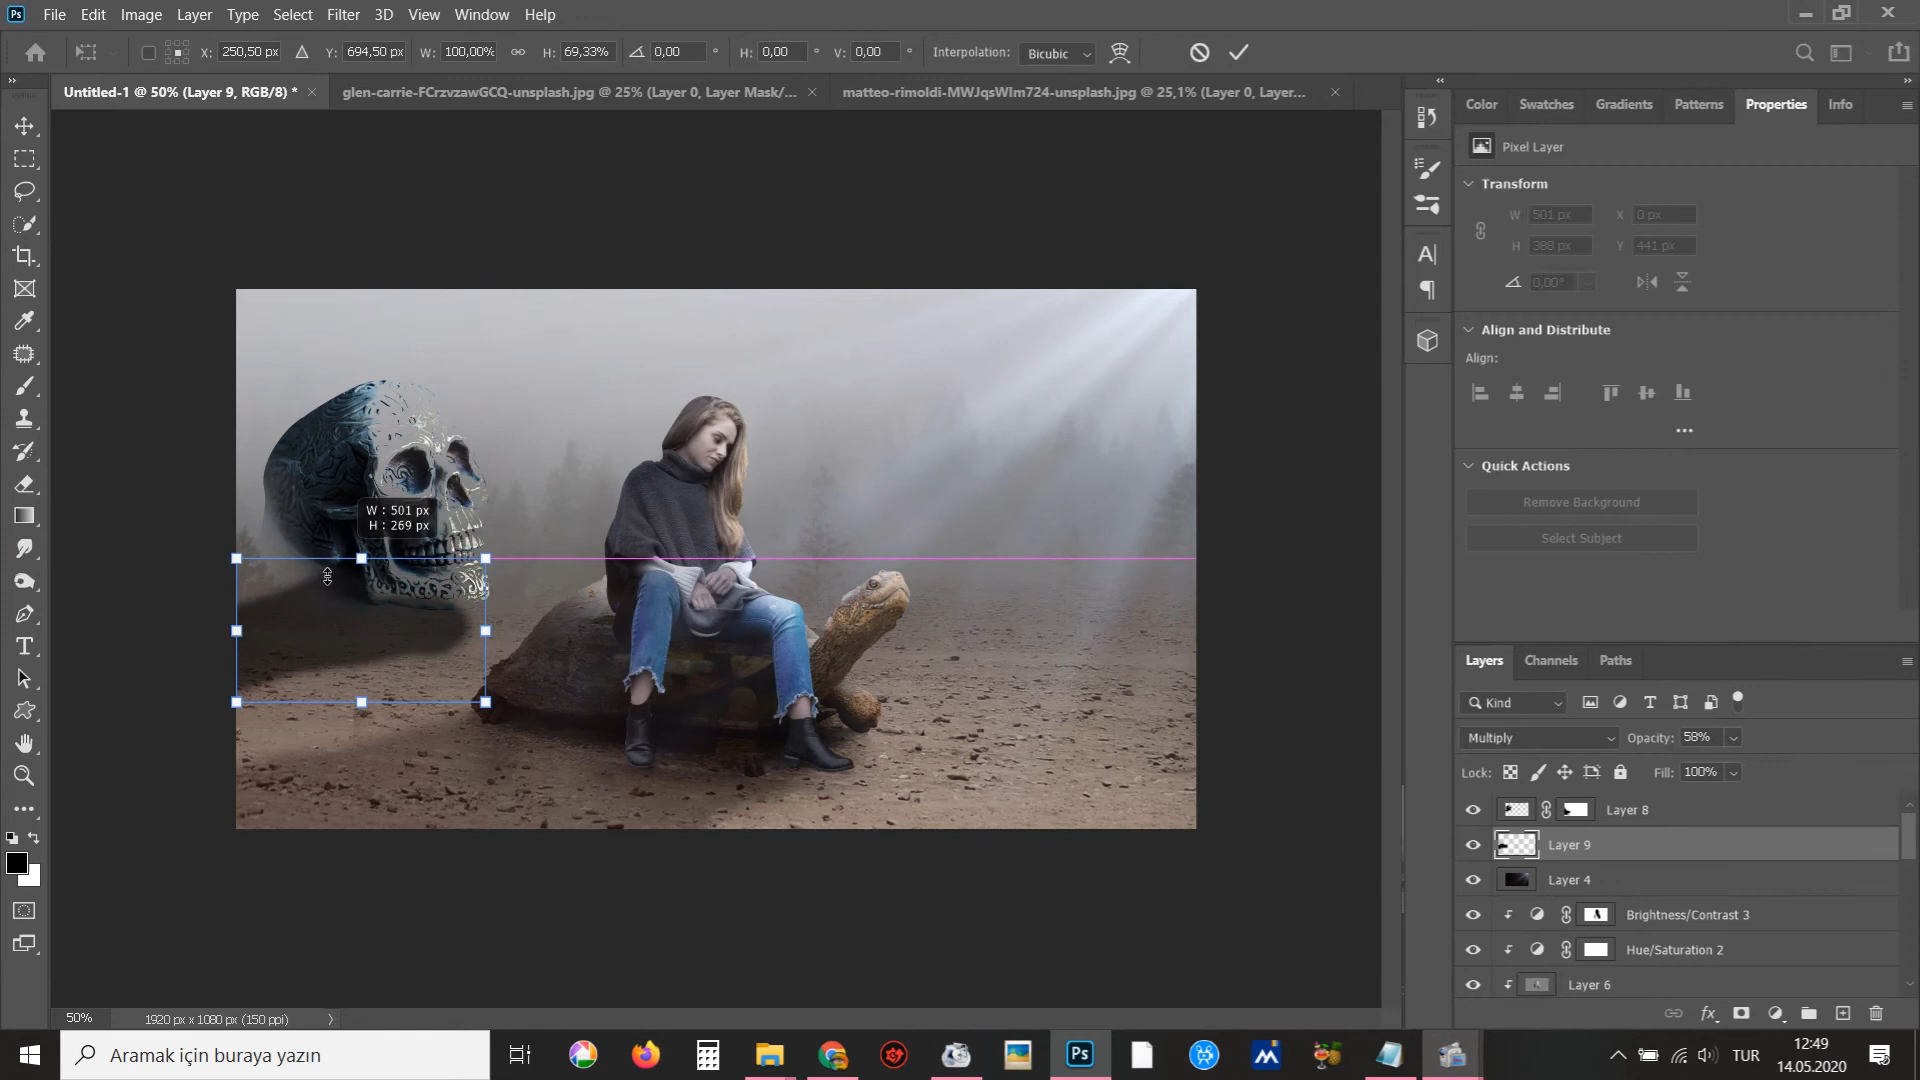 Ps File Edit Image Layer Type Select Filter 3D View Window Help
X: 250,50 px Y: 694,50 px W: 100,00% H: 69,33% 0,00 ° H: 0,00 ° V: 0,00 ° Interpolation: Bicubic
Untitled-1 @ 50% (Layer 9, RGB/8) * glen-carrie-FCrzvzawGCQ-unsplash.jpg @ 25% (Layer 0, Layer Mask/... matteo-rimoldi-MWJqsWIm724-unsplash.jpg @ 25,1% (Layer 0, Layer...
Color Swatches Gradients Patterns Properties Info
Pixel Layer
Transform
W 501 px X 0 px
H 388 px Y 441 px
0,00°
Align and Distribute
Align:
Quick Actions
Remove Background
Select Subject
W : 501 px
H : 269 px
Layers Channels Paths
Kind
Multiply Opacity: 58%
Lock: Fill: 100%
Layer 8
Layer 9
Layer 4
Brightness/Contrast 3
Hue/Saturation 2
Layer 6
fx
50% 1920 px x 1080 px (150 ppi)
Aramak için buraya yazın
Ps
TUR
12:49
14.05.2020